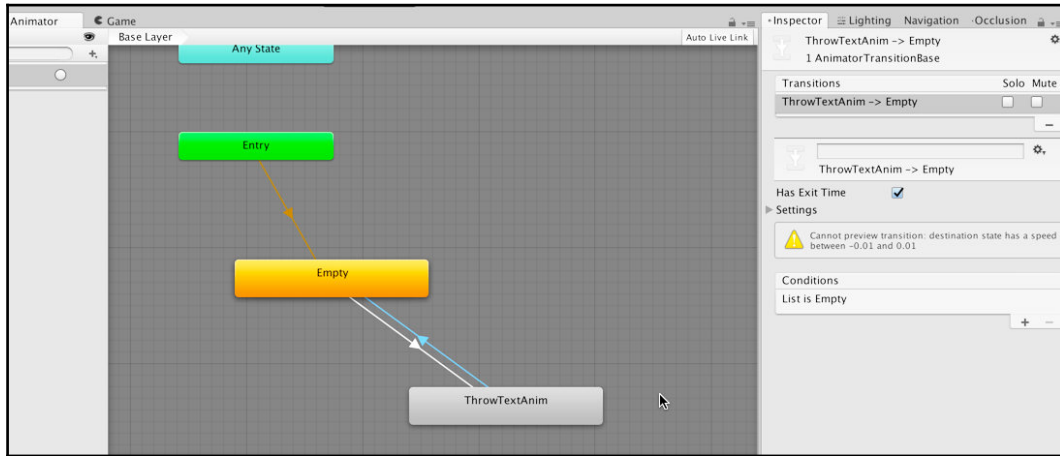 Animator
Game
Base Layer
Auto Live Link
Any State
Entry
Empty
ThrowTextAnim
Inspector Lighting Navigation Occlusion
ThrowTextAnim -> Empty
1 AnimatorTransitionBase
Transitions Solo Mute
ThrowTextAnim -> Empty
ThrowTextAnim -> Empty
Has Exit Time
Settings
Cannot preview transition: destination state has a speed
between -0.01 and 0.01
Conditions
List is Empty